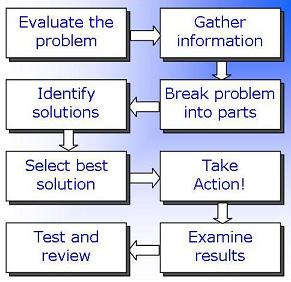 Evaluate the
problem
Gather
information
Break problem
into parts
Identify
solutions
Select best
solution
Take
Action!
Examine
results
Test and
review